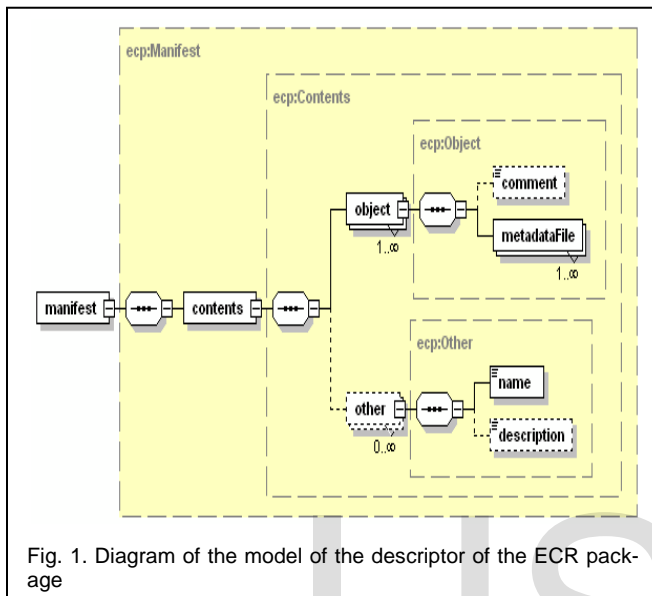 ecp:Manifest
ecp:Contents
ecp:Object
comment
object
1..∞
metadataFile
1..∞
manifest
contents
ecp:Other
name
other
0..∞
description
Fig. 1. Diagram of the model of the descriptor of the ECR pack-
age